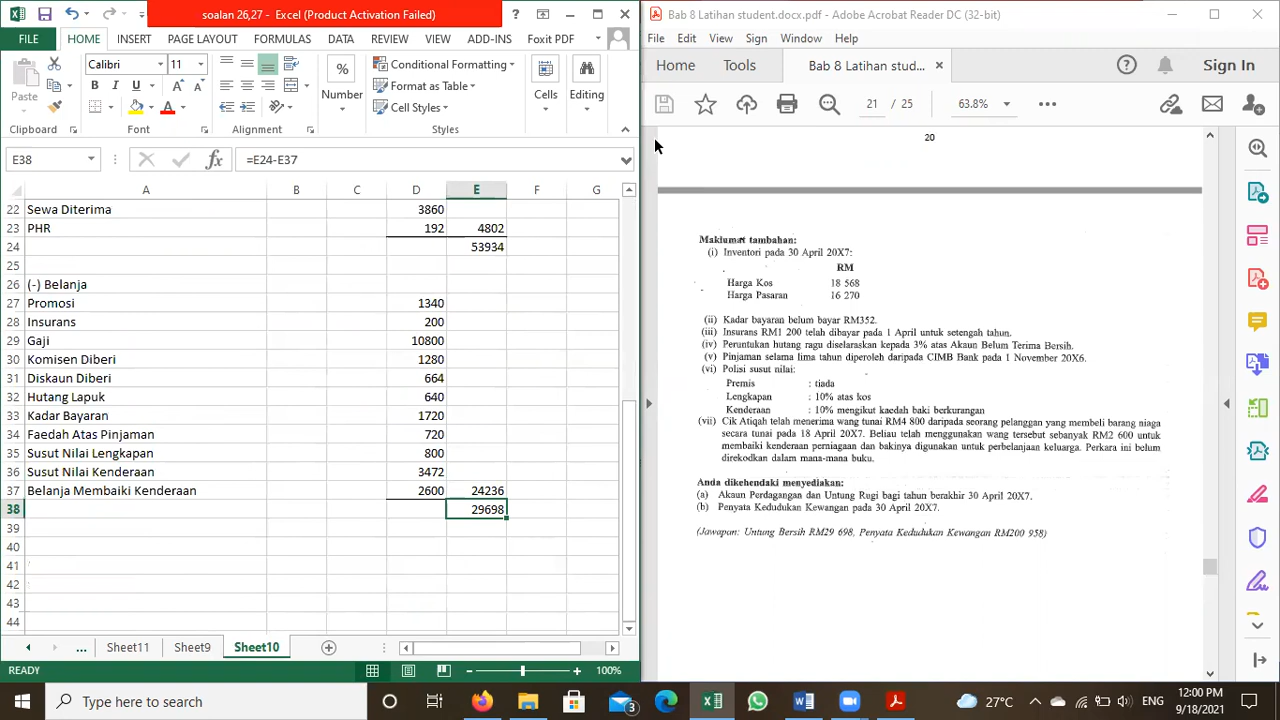 soalan 26,27 - Excel (Product Activation Failed)
FILE HOME INSERT PAGE LAYOUT FORMULAS DATA REVIEW VIEW ADD-INS Foxit PDF
Paste
Calibri 11
B I U
A
%
Number
Conditional Formatting
Format as Table
Cell Styles
Cells
Editing
Clipboard Font Alignment Styles
E38 fx =E24-E37
A B C D E F G
22 Sewa Diterima 3860
23 PHR 192 4802
24 53934
25
26 (-) Belanja
27 Promosi 1340
28 Insurans 200
29 Gaji 10800
30 Komisen Diberi 1280
31 Diskaun Diberi 664
32 Hutang Lapuk 640
33 Kadar Bayaran 1720
34 Faedah Atas Pinjaman 720
35 Susut Nilai Lengkapan 800
36 Susut Nilai Kenderaan 3472
37 Belanja Membaiki Kenderaan 2600 24236
38 29698
39
40
41
42
43
44
... Sheet11 Sheet9 Sheet10
READY 100%
Bab 8 Latihan student.docx.pdf - Adobe Acrobat Reader DC (32-bit)
File Edit View Sign Window Help
Home Tools Bab 8 Latihan stud... × Sign In
21 / 25 63.8%
20
Maklumat tambahan:
(i) Inventori pada 30 April 20X7:
RM
Harga Kos 18 568
Harga Pasaran 16 270
(ii) Kadar bayaran belum bayar RM352.
(iii) Insurans RM1 200 telah dibayar pada 1 April untuk setengah tahun.
(iv) Peruntukan hutang ragu diselaraskan kepada 3% atas Akaun Belum Terima Bersih.
(v) Pinjaman selama lima tahun diperoleh daripada CIMB Bank pada 1 November 20X6.
(vi) Polisi susut nilai:
Premis : tiada
Lengkapan : 10% atas kos
Kenderaan : 10% mengikut kaedah baki berkurangan
(vii) Cik Atiqah telah menerima wang tunai RM4 800 daripada seorang pelanggan yang membeli barang niaga
secara tunai pada 18 April 20X7. Beliau telah menggunakan wang tersebut sebanyak RM2 600 untuk
membaiki kenderaan perniagaan dan bakinya digunakan untuk perbelanjaan keluarga. Perkara ini belum
direkodkan dalam mana-mana buku.
Anda dikehendaki menyediakan:
(a) Akaun Perdagangan dan Untung Rugi bagi tahun berakhir 30 April 20X7.
(b) Penyata Kedudukan Kewangan pada 30 April 20X7.
(Jawapan: Untung Bersih RM29 698, Penyata Kedudukan Kewangan RM200 958)
Type here to search
3
27°C ENG
12:00 PM
9/18/2021